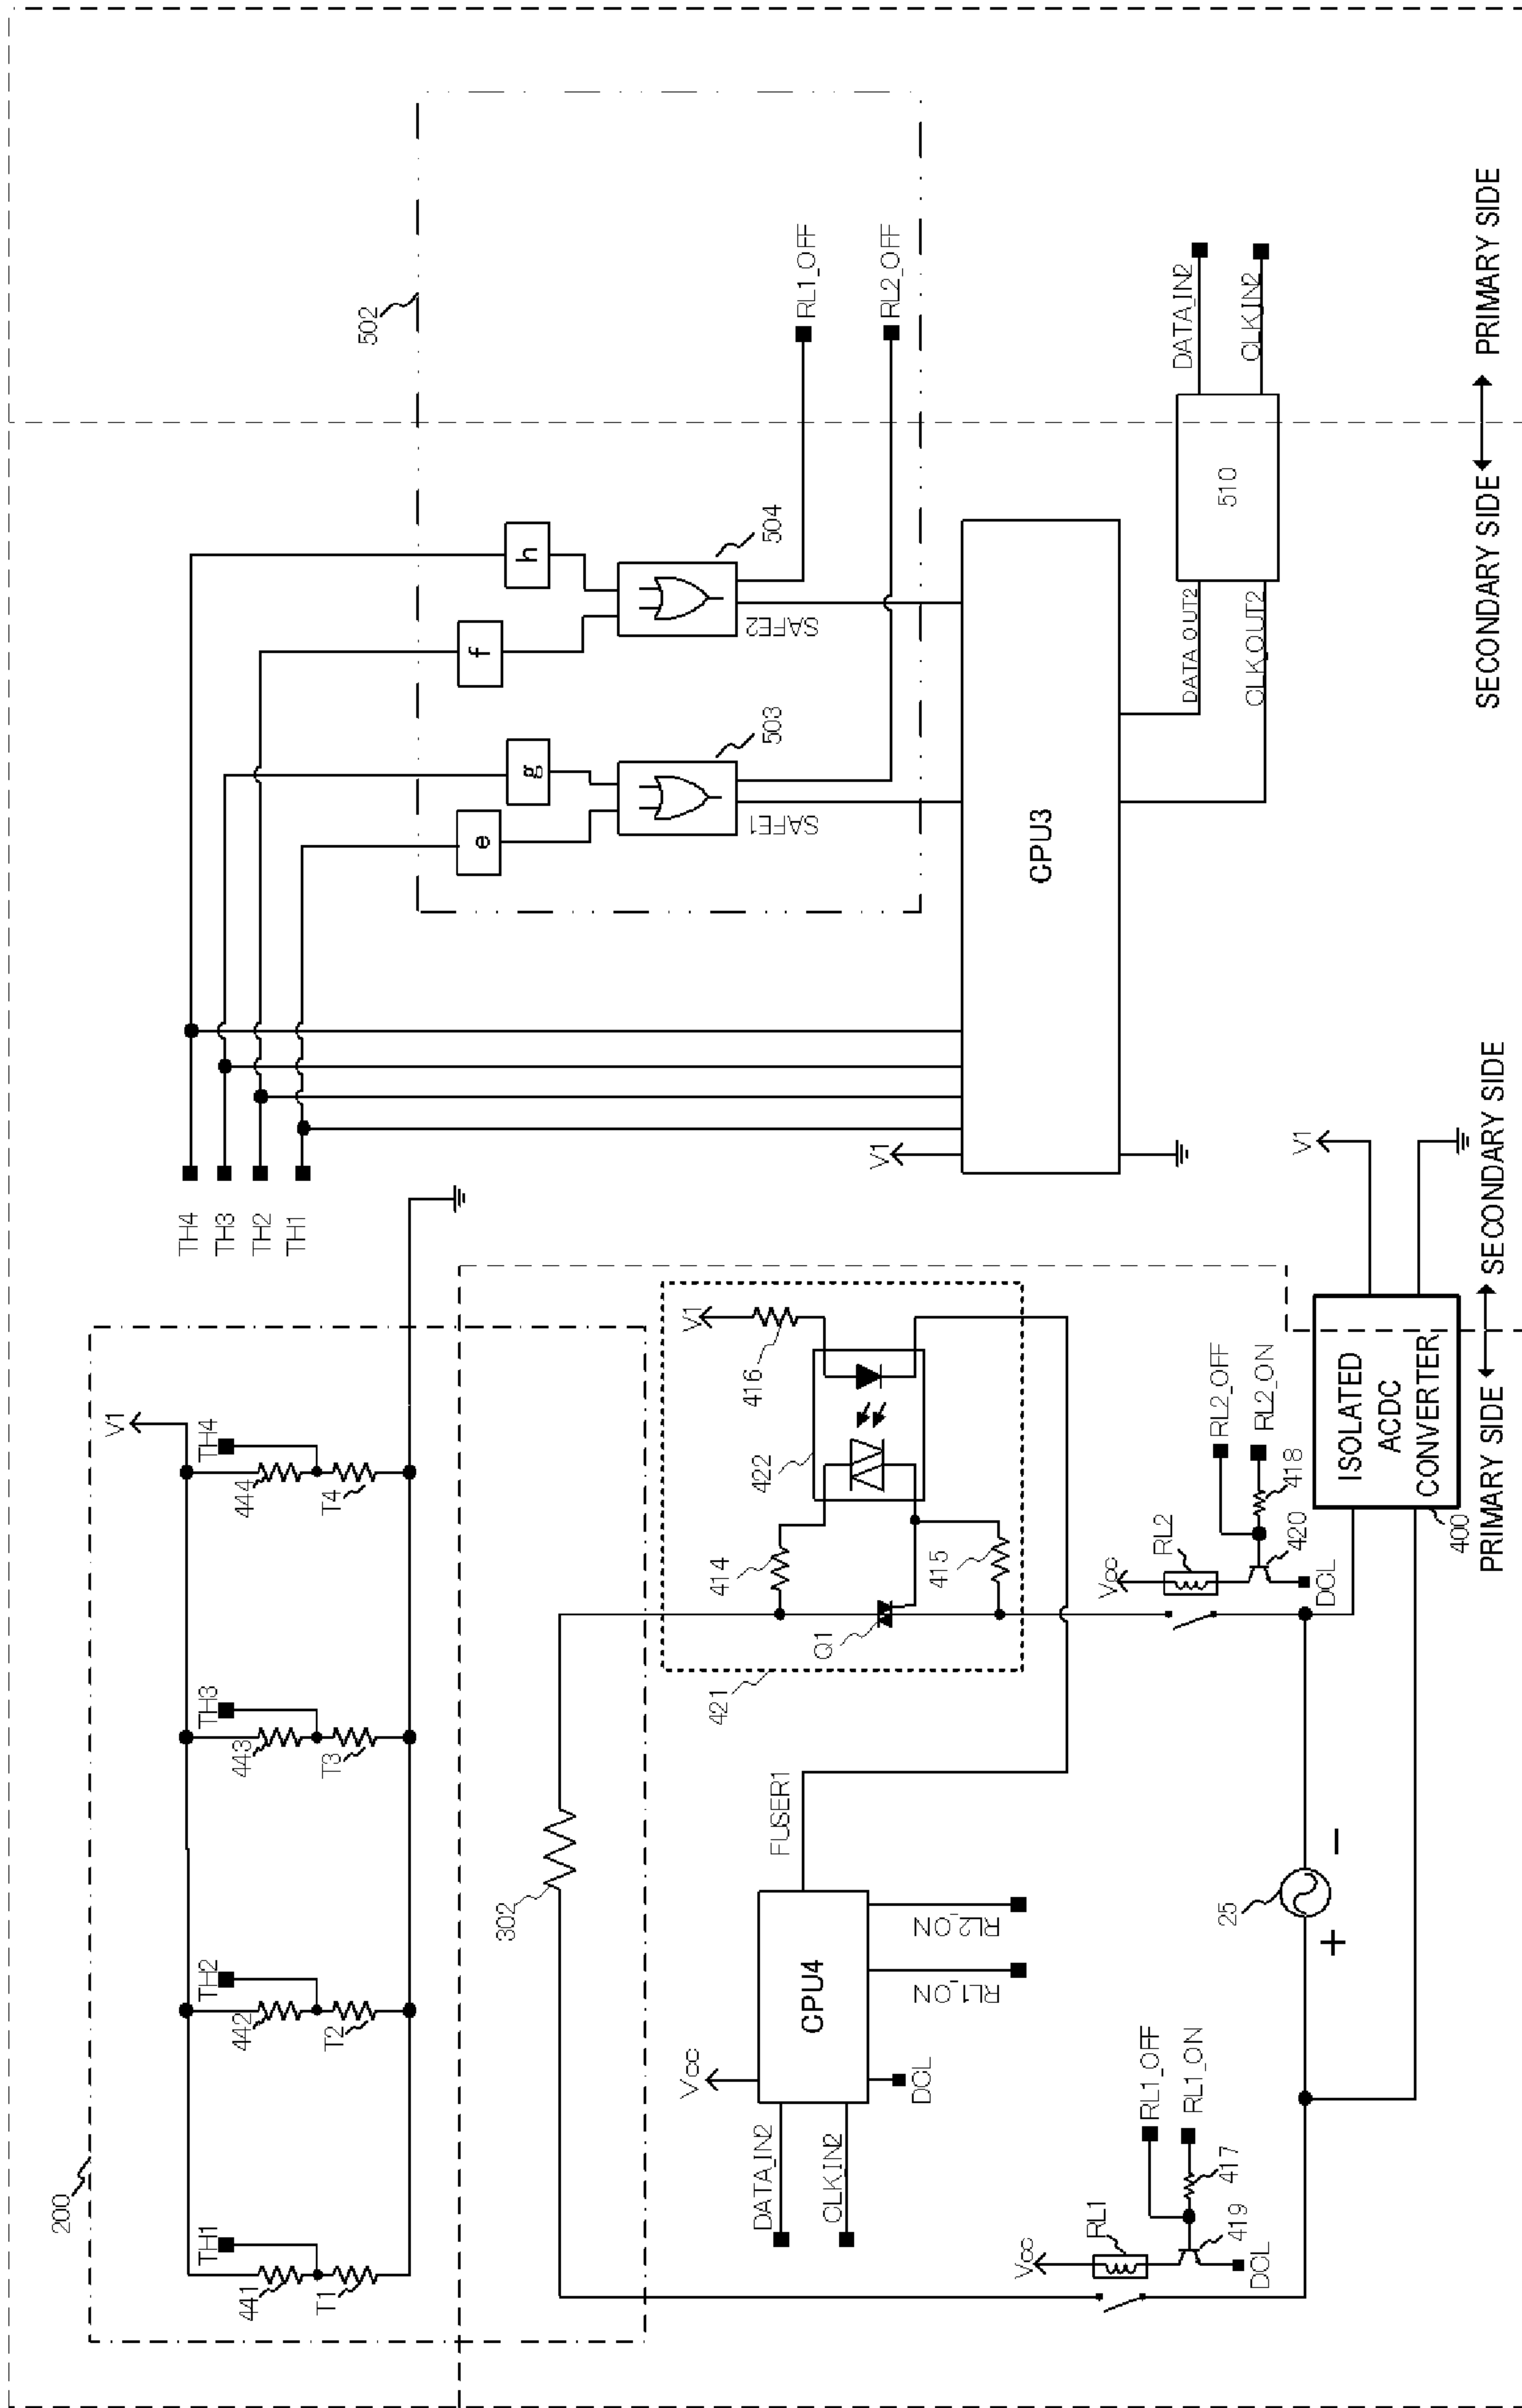 200
V1
TH1
TH2
TH3
TH4
441
442
443
444
T1
T2
T3
T4
TH4
TH3
TH2
TH1
502
e
g
f
h
503
504
SAFE1
SAFE2
RL1_OFF
RL2_OFF
302
DATA_IN2
CLK_IN2
Vcc
CPU4
DCL
FUSER1
RL1_ON
RL2_ON
421
414
422
416
V1
Q1
415
V1
CPU3
DATA_OUT2
CLK_OUT2
510
DATA_IN2
CLK_IN2
Vcc
RL1
RL1_OFF
RL1_ON
417
419
DCL
25
+
−
Vcc
RL2
RL2_OFF
RL2_ON
418
420
DCL
ISOLATED
ACDC
CONVERTER
400
V1
PRIMARY SIDE
SECONDARY SIDE
SECONDARY SIDE
PRIMARY SIDE